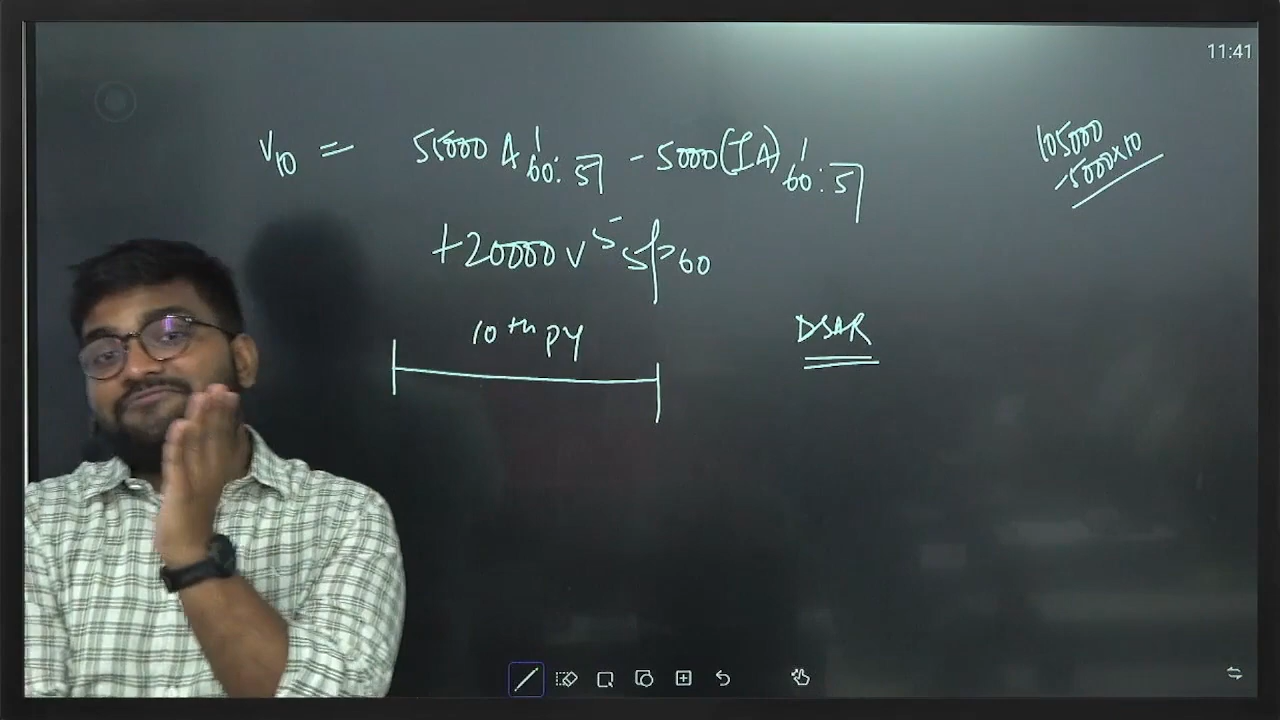 11:41
V₁₀ = 55000 A¹₆₀:₅̅| - 5000(IA)¹₆₀:₅̅|
105000
-5000×10
+20000 v⁵ ₅p₆₀
10th py
DSAR